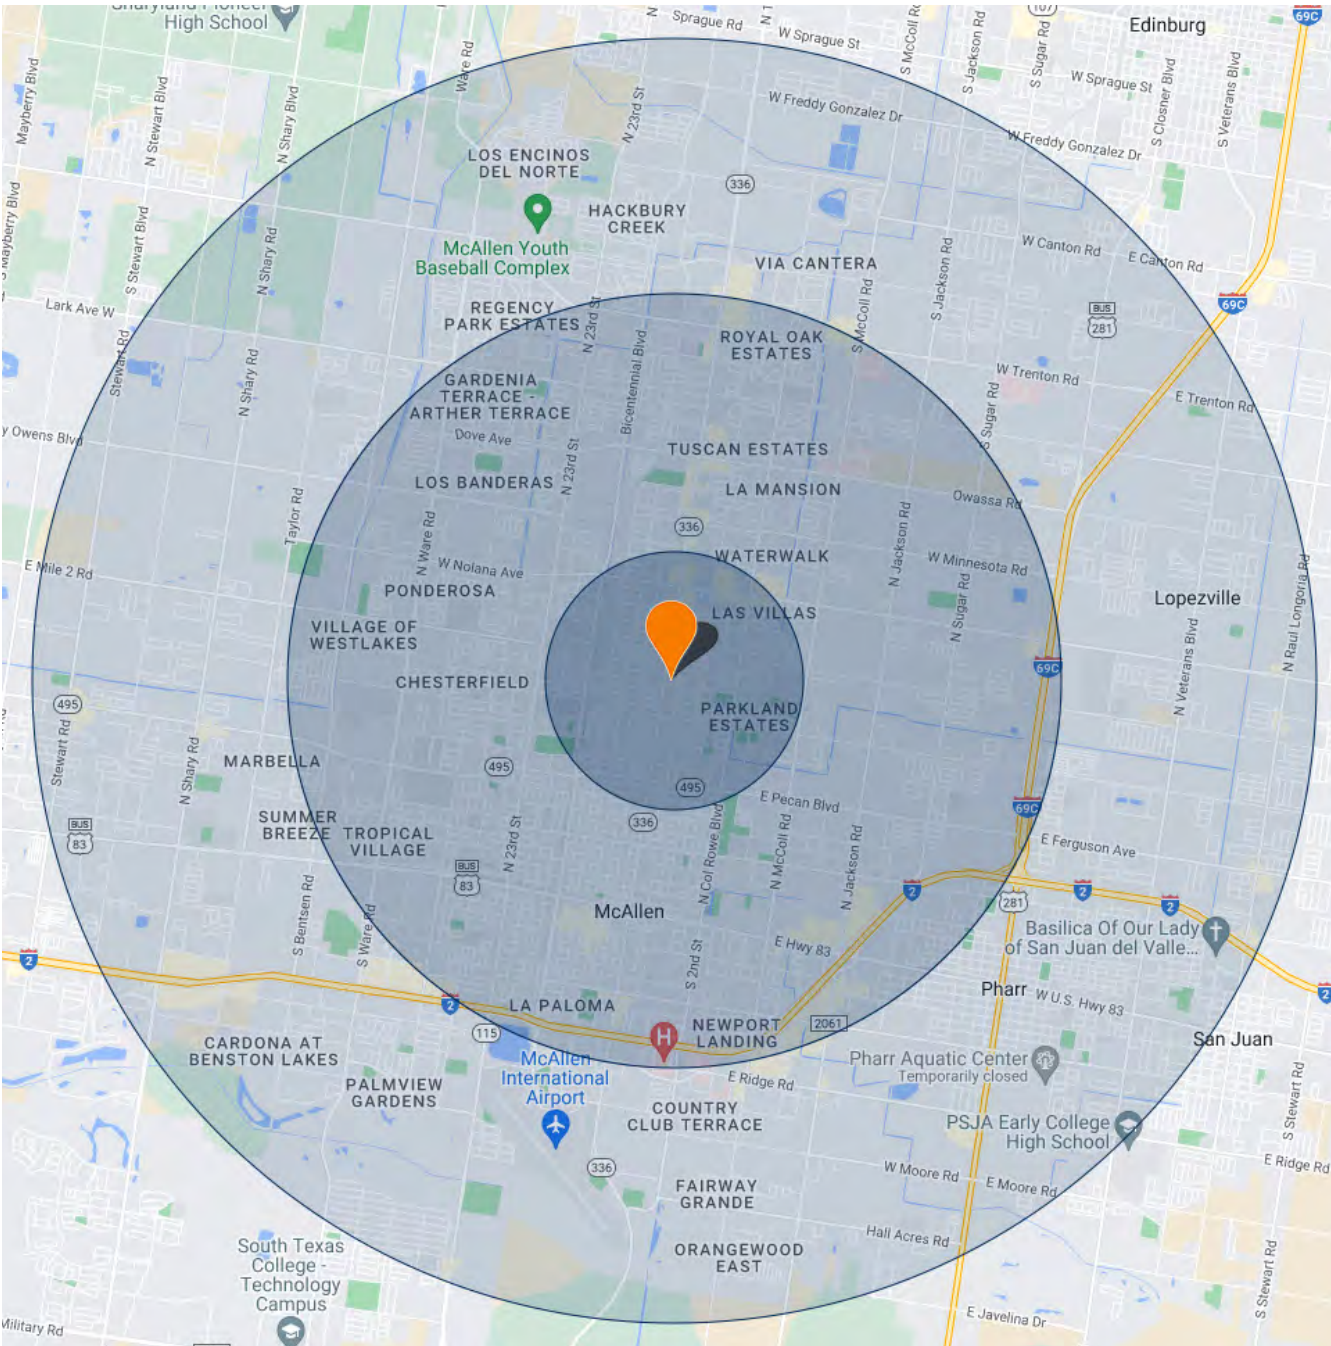 Sharyland Pioneer
High School
Sprague Rd
W Sprague St
S McColl Rd
S Jackson Rd
S Sugar Rd
107
Edinburg
69C
W Sprague St
S Closner Blvd
S Veterans Blvd
Mayberry Blvd
N Stewart Blvd
N Shary Blvd
Ware Rd
N 23rd St
W Freddy Gonzalez Dr
W Freddy Gonzalez Dr
LOS ENCINOS
DEL NORTE
336
HACKBURY
CREEK
McAllen Youth
Baseball Complex
S Mayberry Blvd
S Stewart Blvd
N Shary Rd
VIA CANTERA
S Jackson Rd
W Canton Rd
E Canton Rd
69C
Lark Ave W
REGENCY
PARK ESTATES
N 23rd St
S McColl Rd
BUS
281
ROYAL OAK
ESTATES
Stewart Rd
N Shary Rd
Bicentennial Blvd
W Trenton Rd
E Trenton Rd
GARDENIA
TERRACE -
ARTHER TERRACE
S Sugar Rd
y Owens Blvd
Dove Ave
TUSCAN ESTATES
LOS BANDERAS
N 23rd St
LA MANSION
Owassa Rd
Taylor Rd
N Ware Rd
336
N Jackson Rd
E Mile 2 Rd
W Nolana Ave
WATERWALK
W Minnesota Rd
PONDEROSA
LAS VILLAS
N Sugar Rd
Lopezville
N Raul Longoria Rd
VILLAGE OF
WESTLAKES
69C
N Veterans Blvd
CHESTERFIELD
495
PARKLAND
ESTATES
Stewart Rd
N Shary Rd
MARBELLA
495
495
E Pecan Blvd
69C
SUMMER
BREEZE
TROPICAL
VILLAGE
336
BUS
83
N 23rd St
N Col Rowe Blvd
N McColl Rd
N Jackson Rd
E Ferguson Ave
BUS
83
2
2
2
281
McAllen
S Bentsen Rd
S Ware Rd
S 2nd St
E Hwy 83
Basilica Of Our Lady
of San Juan del Valle...
2
2
2
Pharr
W U.S. Hwy 83
LA PALOMA
115
H
NEWPORT
LANDING
2061
San Juan
CARDONA AT
BENSTON LAKES
McAllen
International
Airport
Pharr Aquatic Center
Temporarily closed
PALMVIEW
GARDENS
E Ridge Rd
COUNTRY
CLUB TERRACE
PSJA Early College
High School
S Stewart Rd
E Ridge Rd
336
W Moore Rd
E Moore Rd
FAIRWAY
GRANDE
Hall Acres Rd
South Texas
College -
Technology
Campus
ORANGEWOOD
EAST
S Stewart Rd
Military Rd
E Javelina Dr